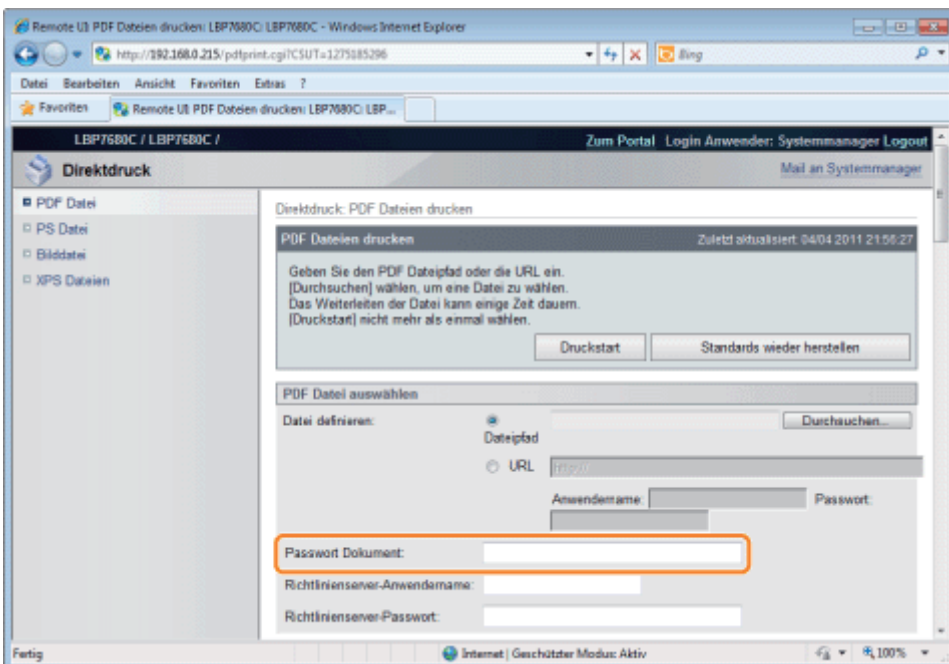 Remote UI: PDF Dateien drucken: LBP7680C: LBP7680C - Windows Internet Explorer
http://192.168.0.215/pdfprint.cgi?CSUT=1275185296
Bing
Datei Bearbeiten Ansicht Favoriten Extras ?
Favoriten Remote UI: PDF Dateien drucken: LBP7680C: LBP...
LBP7680C / LBP7680C / Zum Portal Login Anwender: Systemmanager Logout
Direktdruck Mail an Systemmanager
PDF Datei
PS Datei
Bilddatei
XPS Dateien
Direktdruck: PDF Dateien drucken
PDF Dateien drucken Zuletzt aktualisiert: 04/04 2011 21:56:27
Geben Sie den PDF Dateipfad oder die URL ein.
[Durchsuchen] wählen, um eine Datei zu wählen.
Das Weiterleiten der Datei kann einige Zeit dauern.
[Druckstart] nicht mehr als einmal wählen.
Druckstart Standards wieder herstellen
PDF Datei auswählen
Datei definieren: Dateipfad Durchsuchen...
URL http://
Anwendername: Passwort:
Passwort Dokument:
Richtlinienserver-Anwendername:
Richtlinienserver-Passwort:
Fertig Internet | Geschützter Modus: Aktiv 100%